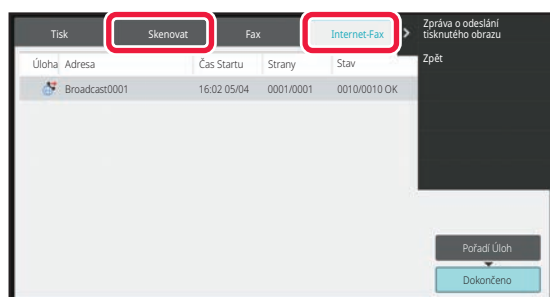 Tisk Skenovat Fax Internet-Fax
Zpráva o odeslání
tisknutého obrazu
Zpět
Úloha Adresa Čas Startu Strany Stav
Broadcast0001 16:02 05/04 0001/0001 0010/0010 OK
Pořadí Úloh
Dokončeno